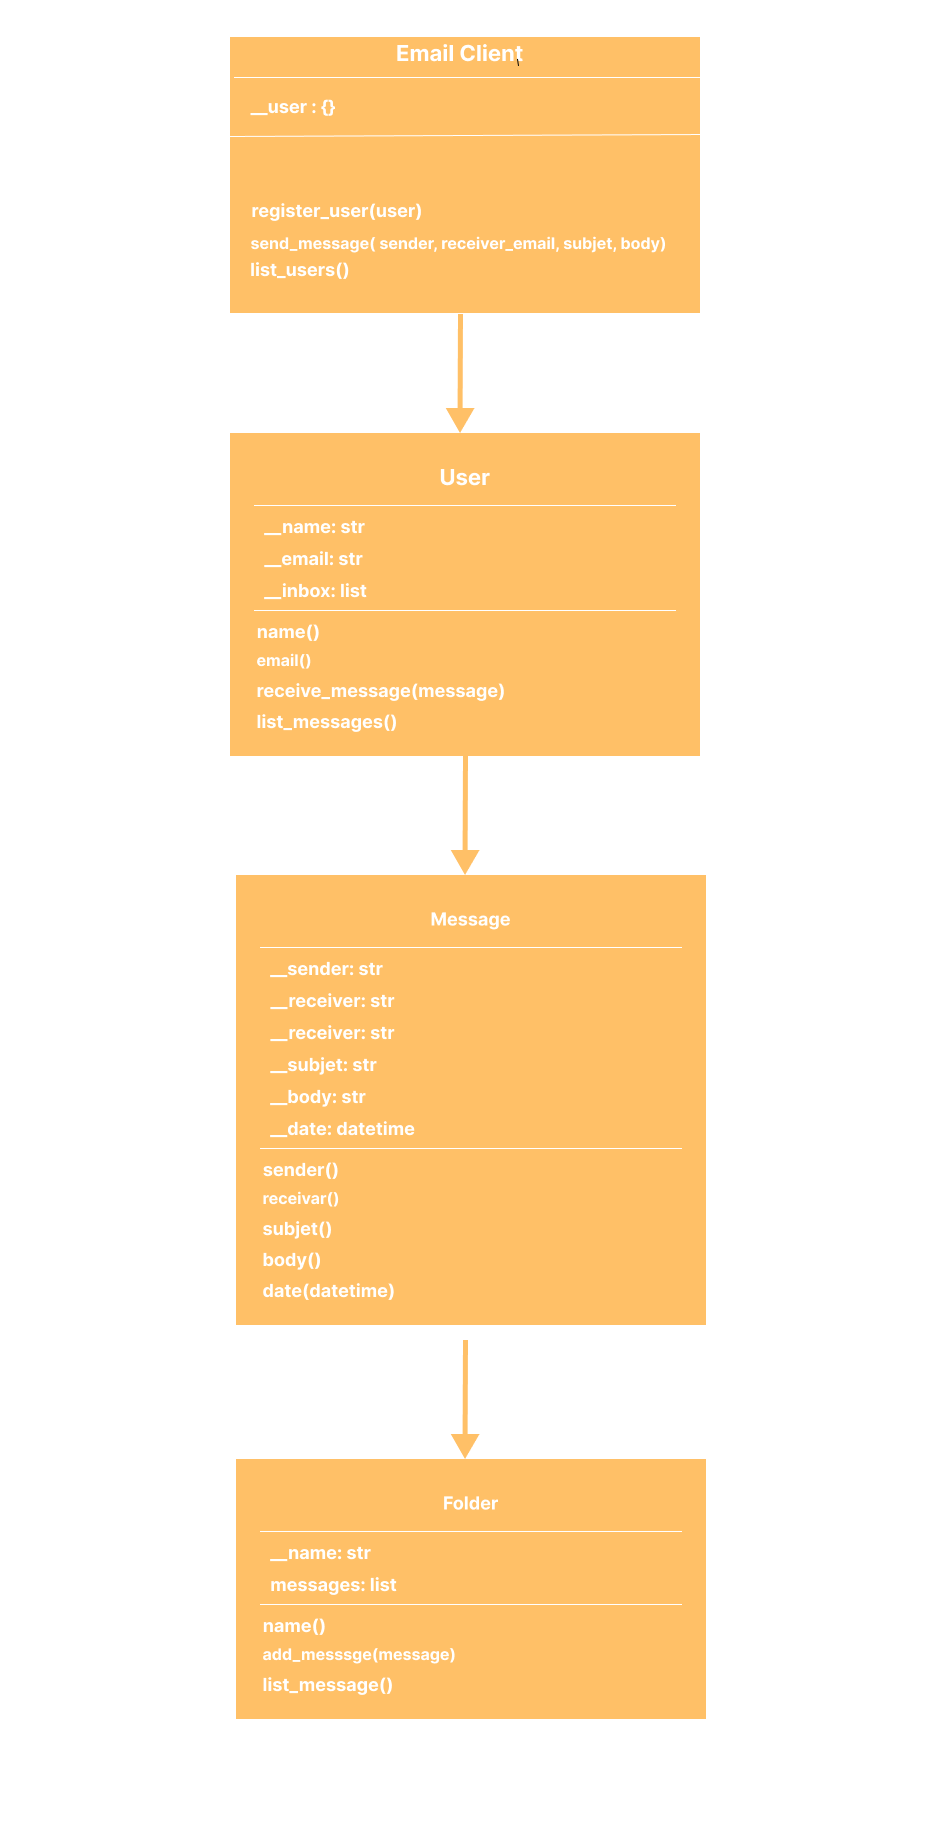 Email Client
__user : {}
register_user(user)
send_message( sender, receiver_email, subjet, body)
list_users()
User
__name: str
__email: str
__inbox: list
name()
email()
receive_message(message)
list_messages()
Message
__sender: str
__receiver: str
__receiver: str
__subjet: str
__body: str
__date: datetime
sender()
receivar()
subjet()
body()
date(datetime)
Folder
__name: str
messages: list
name()
add_messsge(message)
list_message()